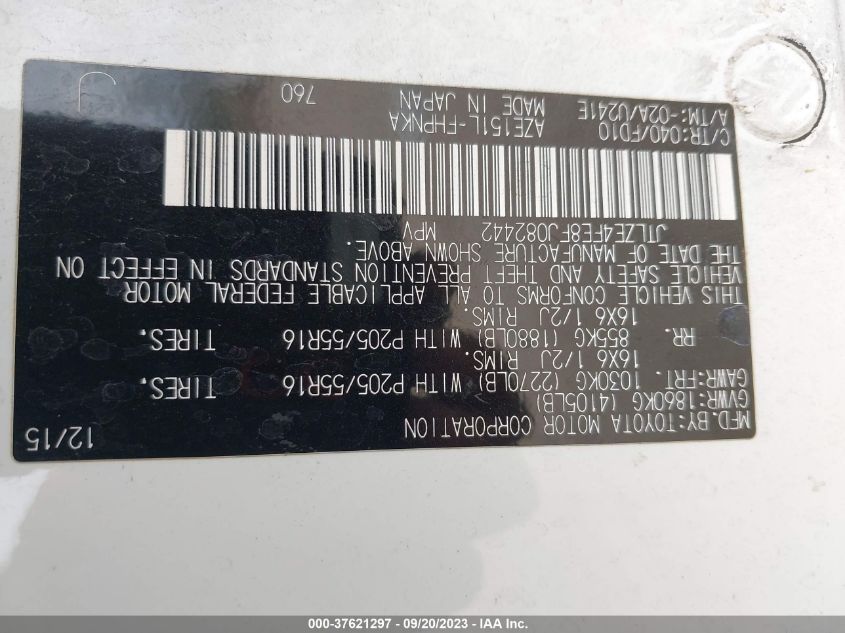 MFD. BY: TOYOTA MOTOR CORPORATION 12/15
GVWR:1860KG (4105LB)
GAWR:FRT. 1030KG (2270LB) WITH P205/55R16 TIRES.
16X6 1/2J RIMS.
RR. 855KG (1880LB) WITH P205/55R16 TIRES.
16X6 1/2J RIMS.
THIS VEHICLE CONFORMS TO ALL APPLICABLE FEDERAL MOTOR
VEHICLE SAFETY AND THEFT PREVENTION STANDARDS IN EFFECT ON
THE DATE OF MANUFACTURE SHOWN ABOVE.
JTLZE4FE8FJ082442 MPV
C/TR:040/FD10 AZE151L-FHPNKA
A/TM:-02A/U241E MADE IN JAPAN 760
J
000-37621297 - 09/20/2023 - IAA Inc.